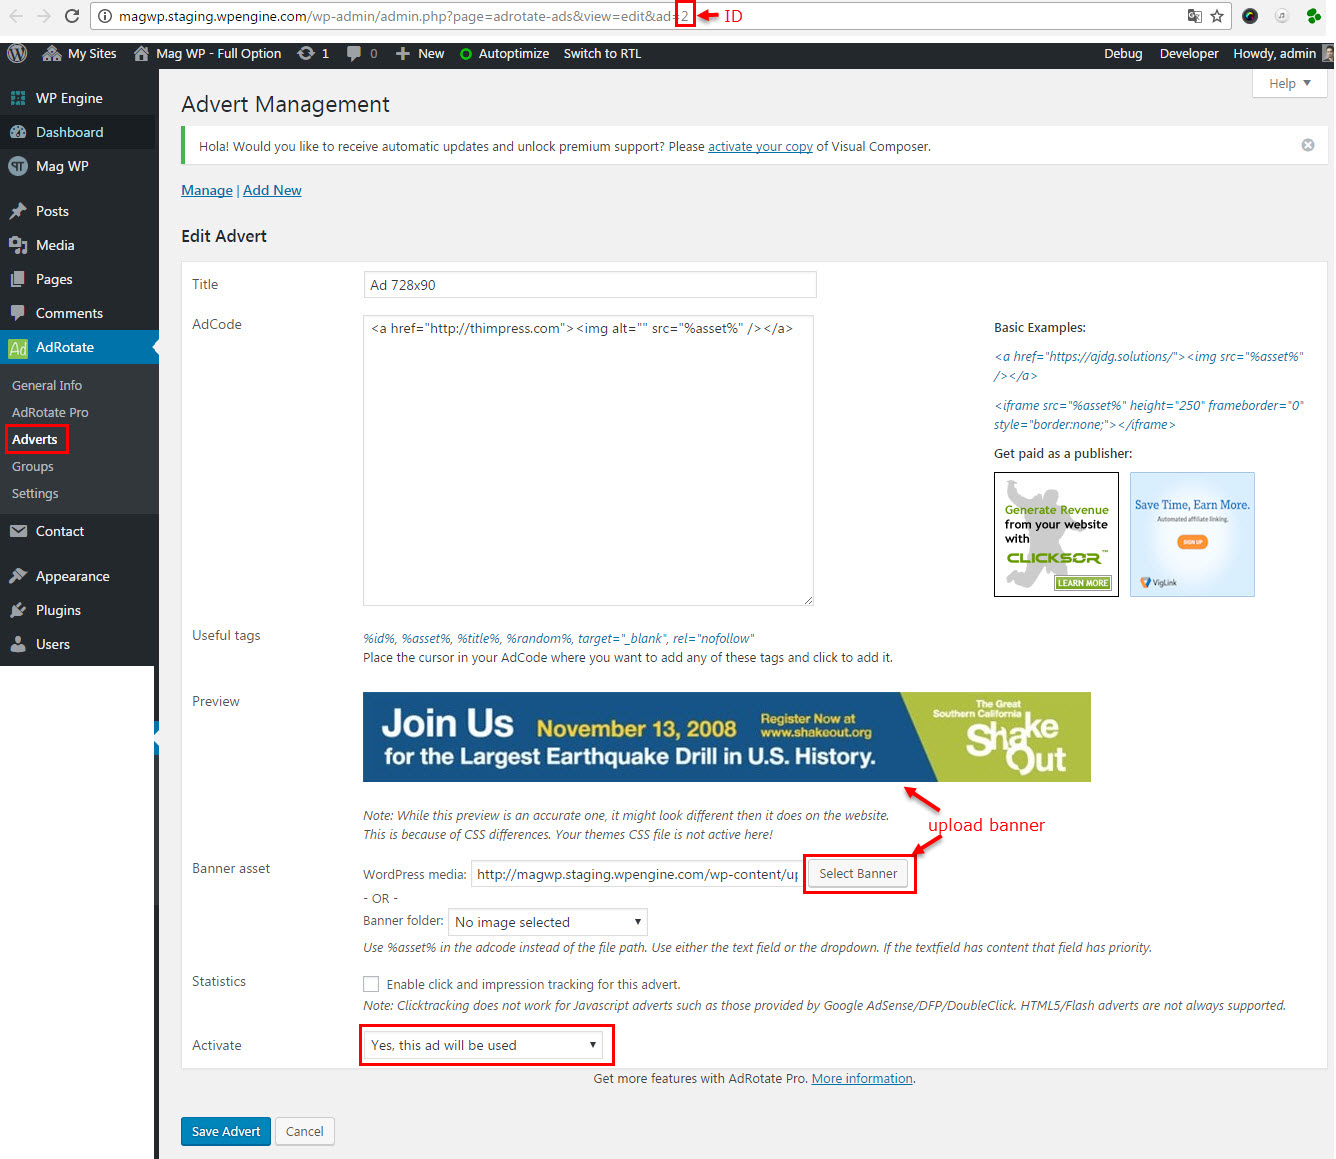 magwp.staging.wpengine.com/wp-admin/admin.php?page=adrotate-ads&view=edit&ad=2
ID
My Sites
Mag WP - Full Option
1
0
New
Autoptimize
Switch to RTL
Debug
Developer
Howdy, admin
WP Engine
Dashboard
Mag WP
Posts
Media
Pages
Comments
AdRotate
General Info
AdRotate Pro
Adverts
Groups
Settings
Contact
Appearance
Plugins
Users
Help
Advert Management
Hola! Would you like to receive automatic updates and unlock premium support? Please activate your copy of Visual Composer.
Manage | Add New
Edit Advert
Title
Ad 728x90
AdCode
<a href="http://thimpress.com"><img alt="" src="%asset%" /></a>
Basic Examples:
<a href="https://ajdg.solutions/"><img src="%asset%"
/></a>
<iframe src="%asset%" height="250" frameborder="0"
style="border:none;"></iframe>
Get paid as a publisher:
Generate Revenue
from your website
with
CLICKSOR™
LEARN MORE
Save Time, Earn More.
Automated affiliate linking.
SIGN UP
VigLink
Useful tags
%id%, %asset%, %title%, %random%, target="_blank", rel="nofollow"
Place the cursor in your AdCode where you want to add any of these tags and click to add it.
Preview
Join Us November 13, 2008
Register Now at
www.shakeout.org
for the Largest Earthquake Drill in U.S. History.
The Great
Southern California
Shake
Out
upload banner
Note: While this preview is an accurate one, it might look different then it does on the website.
This is because of CSS differences. Your themes CSS file is not active here!
Banner asset
WordPress media: http://magwp.staging.wpengine.com/wp-content/up
Select Banner
- OR -
Banner folder: No image selected
Use %asset% in the adcode instead of the file path. Use either the text field or the dropdown. If the textfield has content that field has priority.
Statistics
Enable click and impression tracking for this advert.
Note: Clicktracking does not work for Javascript adverts such as those provided by Google AdSense/DFP/DoubleClick. HTML5/Flash adverts are not always supported.
Activate
Yes, this ad will be used
Get more features with AdRotate Pro. More information.
Save Advert
Cancel